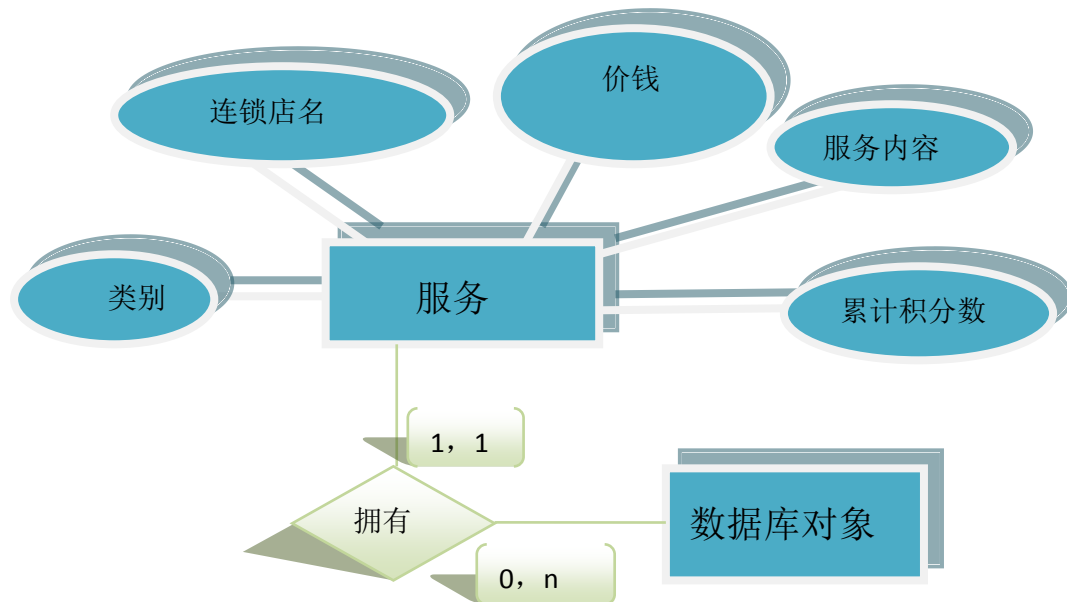 价钱
连锁店名
服务内容
类别
服务
累计积分数
1，1
拥有
数据库对象
0，n